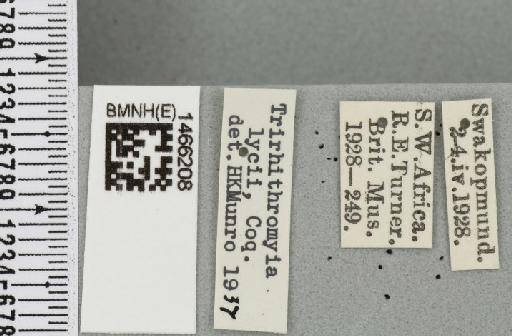 BMNH(E)
1466208
Trirhithromyia
lycii, Coq.
det. HKMunro 1937
S.W.Africa.
R.E.Turner.
Brit. Mus.
1928—249.
Swakopmund.
2-4.iv.1928.